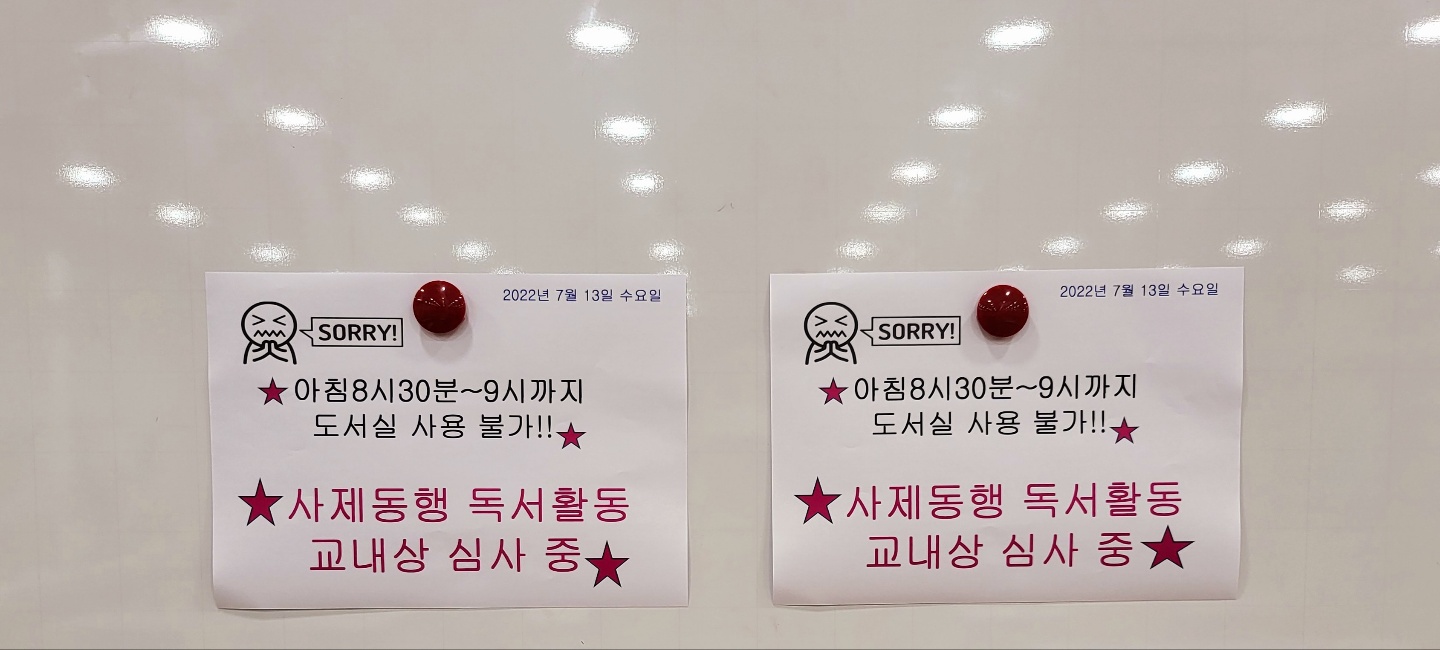 2022년 7월 13일 수요일
SORRY!
아침8시30분~9시까지
도서실 사용 불가!!
사제동행 독서활동
교내상 심사 중
2022년 7월 13일 수요일
SORRY!
아침8시30분~9시까지
도서실 사용 불가!!
사제동행 독서활동
교내상 심사 중